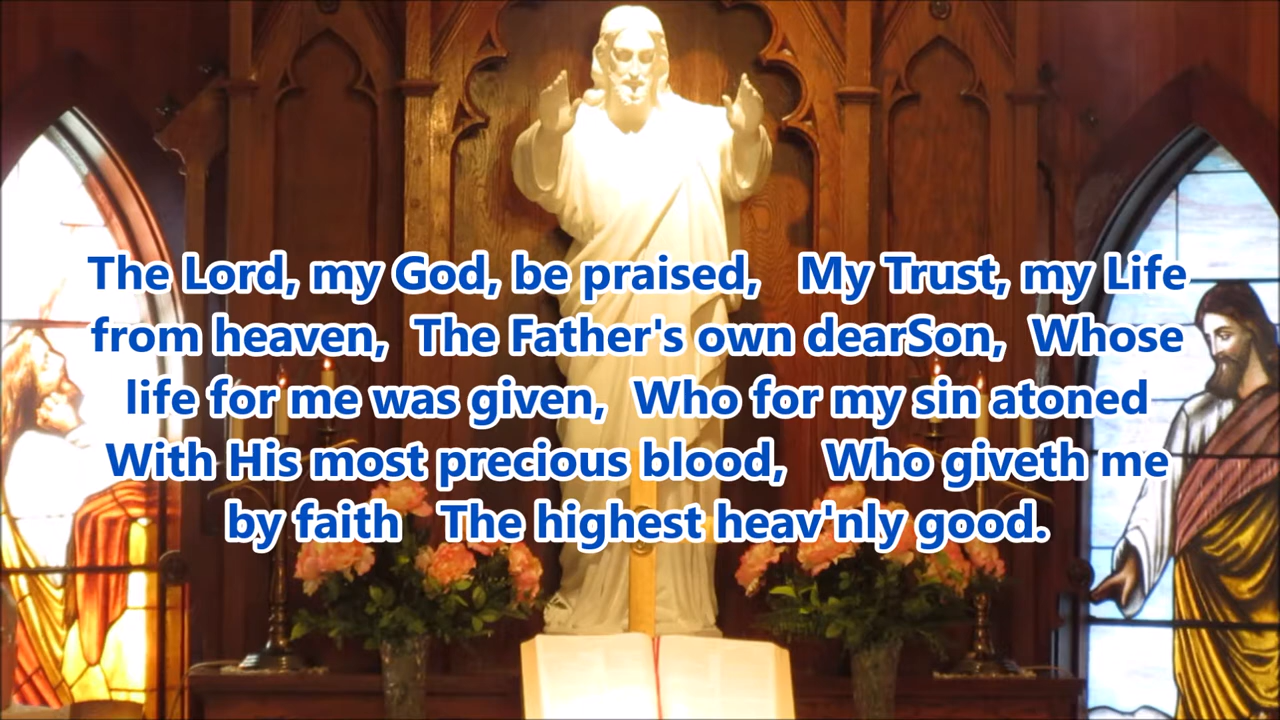 The Lord, my God, be praised, My Trust, my Life
from heaven, The Father's own dearSon, Whose
life for me was given, Who for my sin atoned
With His most precious blood, Who giveth me
by faith The highest heav'nly good.